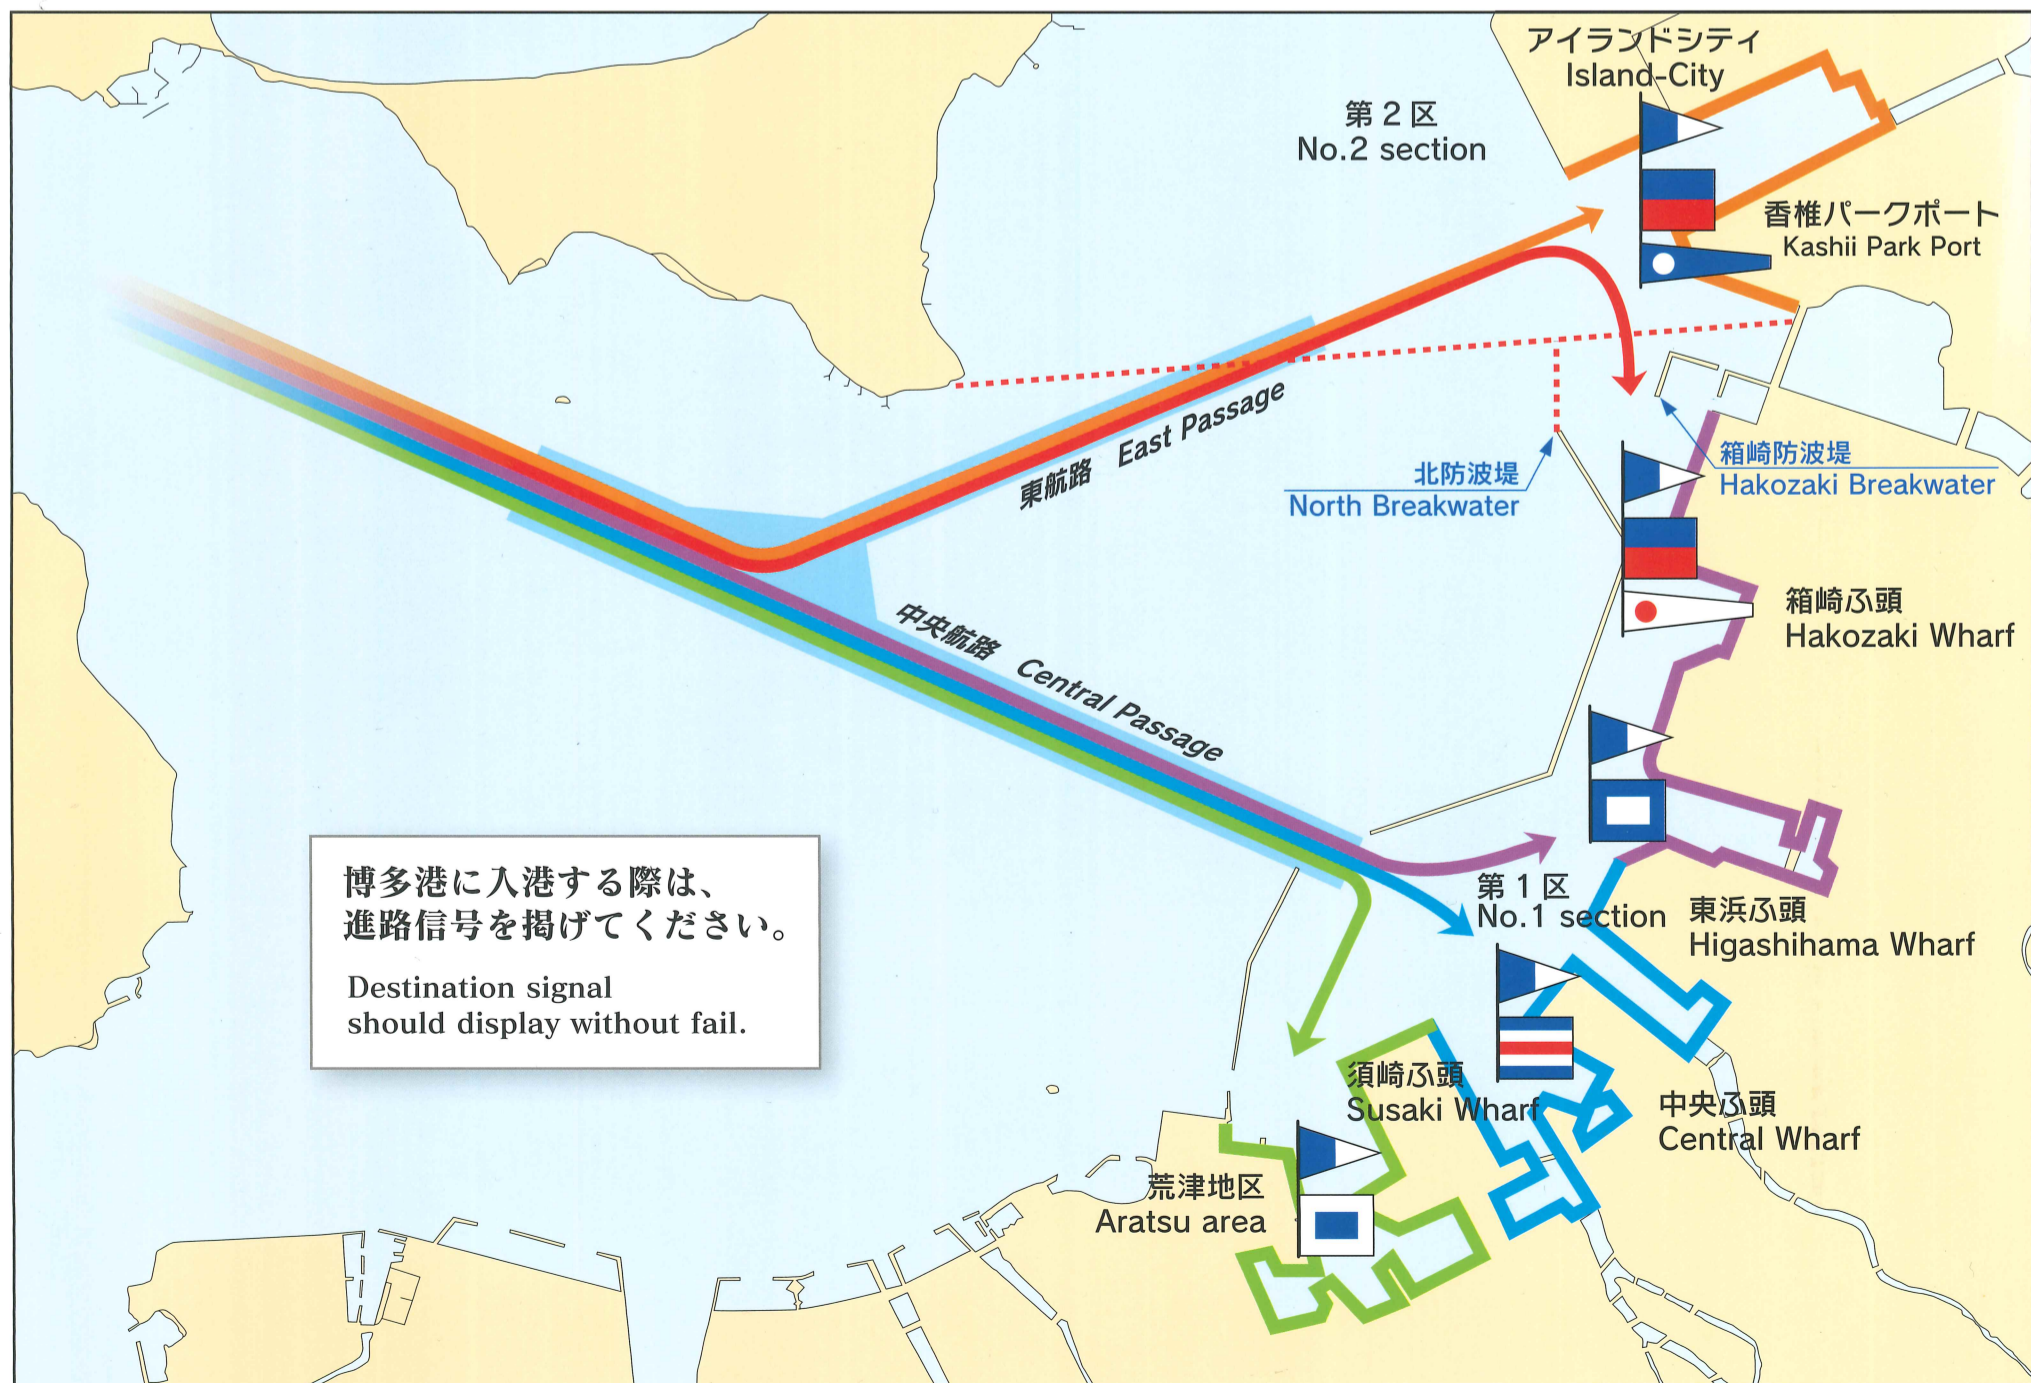 アイランドシティ
Island-City
第2区
No.2 section
香椎パークポート
Kashii Park Port
東航路 East Passage
北防波堤
North Breakwater
箱崎防波堤
Hakozaki Breakwater
箱崎ふ頭
Hakozaki Wharf
中央航路 Central Passage
博多港に入港する際は、
進路信号を掲げてください。
Destination signal
should display without fail.
第1区
No.1 section
東浜ふ頭
Higashihama Wharf
須崎ふ頭
Susaki Wharf
中央ふ頭
Central Wharf
荒津地区
Aratsu area